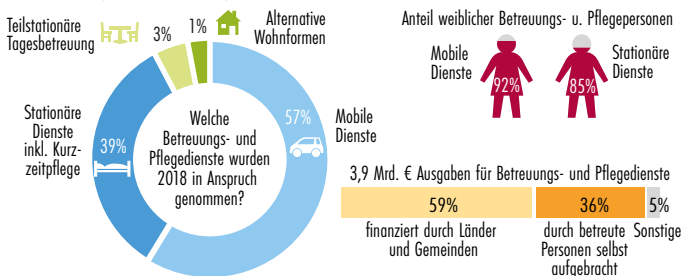 Teilstationäre
Tagesbetreuung
3%
1%
Alternative
Wohnformen
Stationäre
Dienste
inkl. Kurz-
zeitpflege
39%
Welche
Betreuungs- und
Pflegedienste wurden
2018 in Anspruch
genommen?
57%
Mobile
Dienste
Anteil weiblicher Betreuungs- u. Pflegepersonen
Mobile
Dienste
92%
85%
Stationäre
Dienste
3,9 Mrd. € Ausgaben für Betreuungs- und Pflegedienste
59%
36%
5%
finanziert durch Länder
und Gemeinden
durch betreute
Personen selbst
aufgebracht
Sonstige